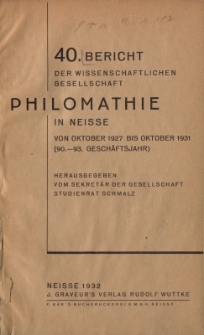 40. BERICHT
DER WISSENSCHAFTLICHEN
GESELLSCHAFT
PHILOMATHIE
IN NEISSE
VON OKTOBER 1927 BIS OKTOBER 1931
(90.—93. GESCHÄFTSJAHR)
HERAUSGEGEBEN
VOM SEKRETÄR DER GESELLSCHAFT
STUDIENRAT SCHMALZ
NEISSE 1932
J. GRAVEUR'S VERLAG RUDOLF WUTTKE